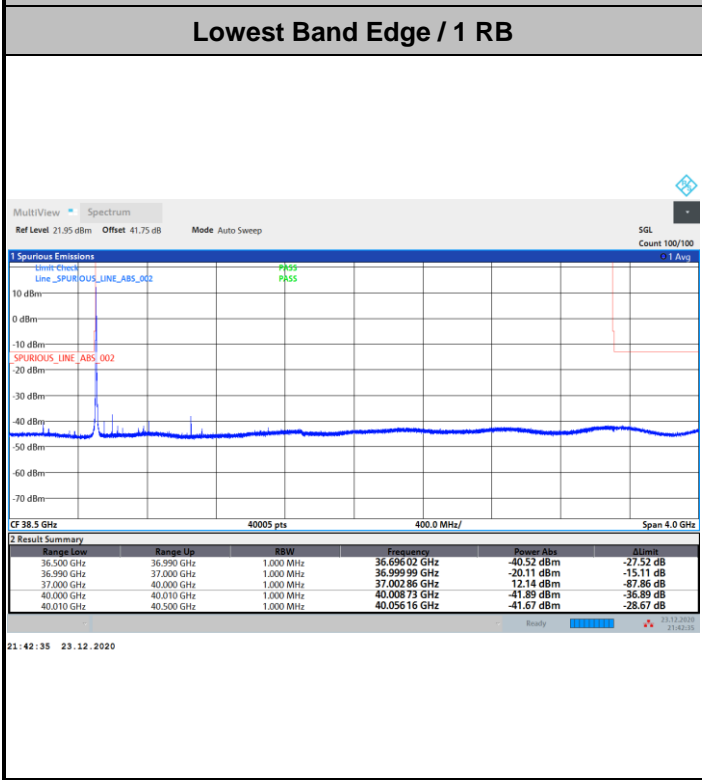 Lowest Band Edge / 1 RB
MultiView Spectrum
Ref Level 21.95 dBm Offset 41.75 dB Mode Auto Sweep SGL
Count 100/100
1 Spurious Emissions 1 Avg
Limit Check PASS
Line _SPURIOUS_LINE_ABS_002 PASS
10 dBm
0 dBm
-10 dBm
_SPURIOUS_LINE_ABS_002
-20 dBm
-30 dBm
-40 dBm
-50 dBm
-60 dBm
-70 dBm
CF 38.5 GHz 40005 pts 400.0 MHz/ Span 4.0 GHz
2 Result Summary
Range Low Range Up RBW Frequency Power Abs ΔLimit
36.500 GHz 36.990 GHz 1.000 MHz 36.696 02 GHz -40.52 dBm -27.52 dB
36.990 GHz 37.000 GHz 1.000 MHz 36.999 99 GHz -20.11 dBm -15.11 dB
37.000 GHz 40.000 GHz 1.000 MHz 37.002 86 GHz 12.14 dBm -87.86 dB
40.000 GHz 40.010 GHz 1.000 MHz 40.008 73 GHz -41.89 dBm -36.89 dB
40.010 GHz 40.500 GHz 1.000 MHz 40.056 16 GHz -41.67 dBm -28.67 dB
Ready 23.12.2020
21:42:35
21:42:35 23.12.2020